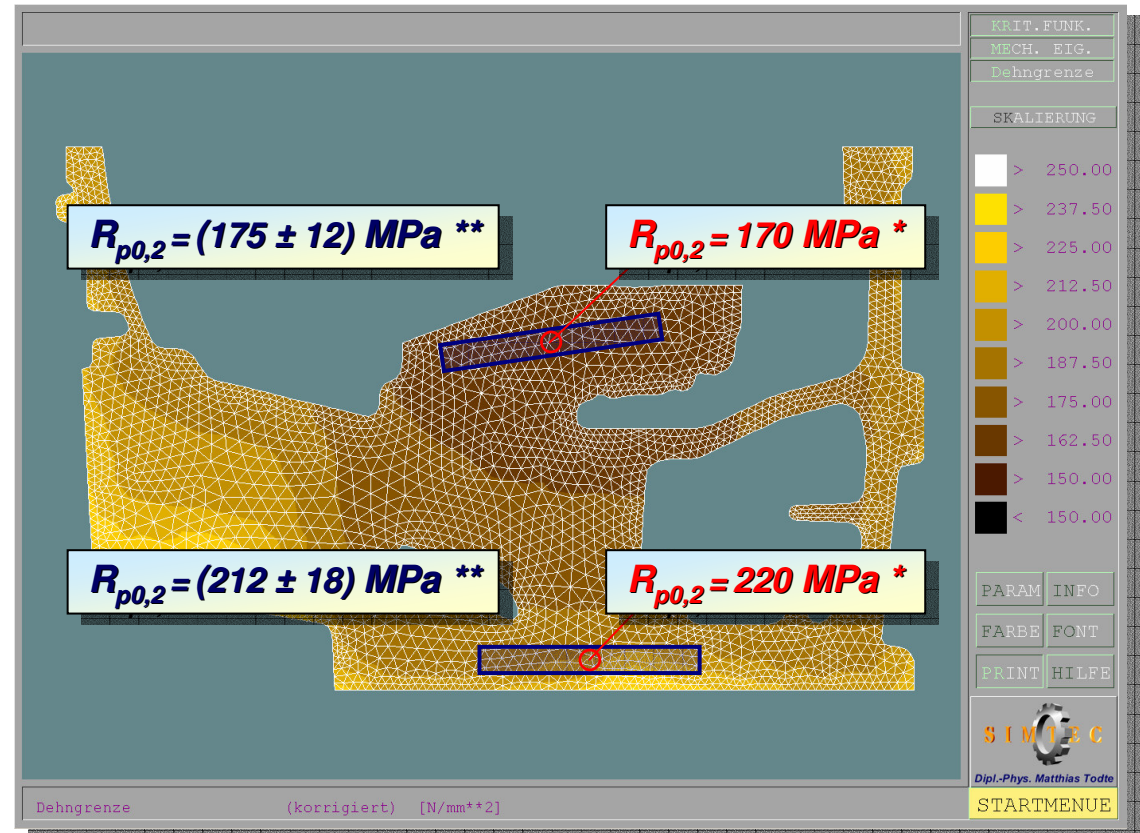 KRIT.FUNK.
MECH. EIG.
Dehngrenze
SKALIERUNG
> 250.00
> 237.50
> 225.00
> 212.50
> 200.00
> 187.50
> 175.00
> 162.50
> 150.00
< 150.00
Rp0,2 = (175 ± 12) MPa **
Rp0,2 = 170 MPa *
Rp0,2 = (212 ± 18) MPa **
Rp0,2 = 220 MPa *
PARAM INFO
FARBE FONT
PRINT HILFE
SIMTEC
Dipl.-Phys. Matthias Todte
STARTMENUE
Dehngrenze (korrigiert) [N/mm**2]